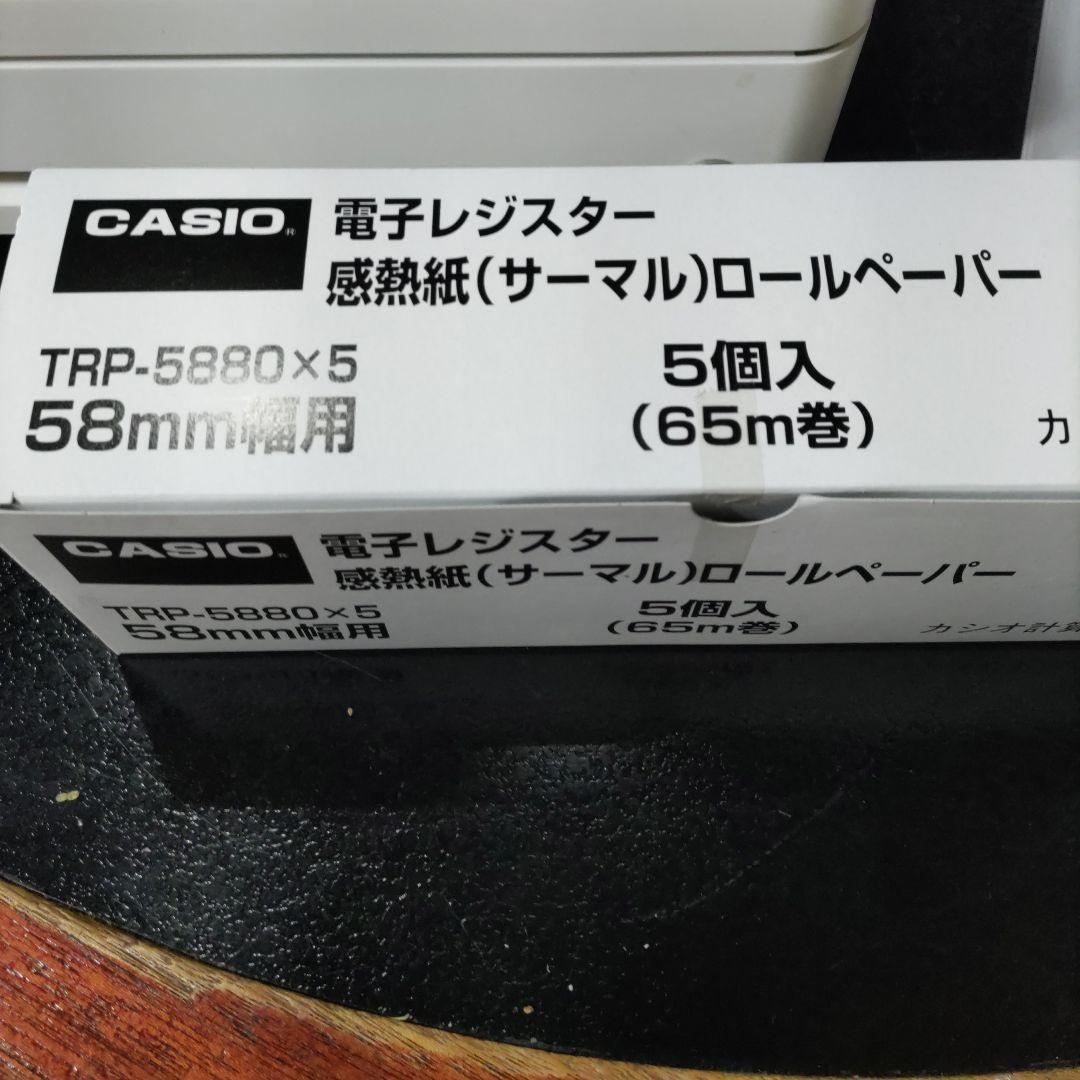 CASIO®
電子レジスター
感熱紙(サーマル)ロールペーパー
TRP-5880×5
58mm幅用
5個入
(65m巻)
カ
CASIO®
電子レジスター
感熱紙(サーマル)ロールペーパー
TRP-5880×5
58mm幅用
5個入
(65m巻)
カシオ計算